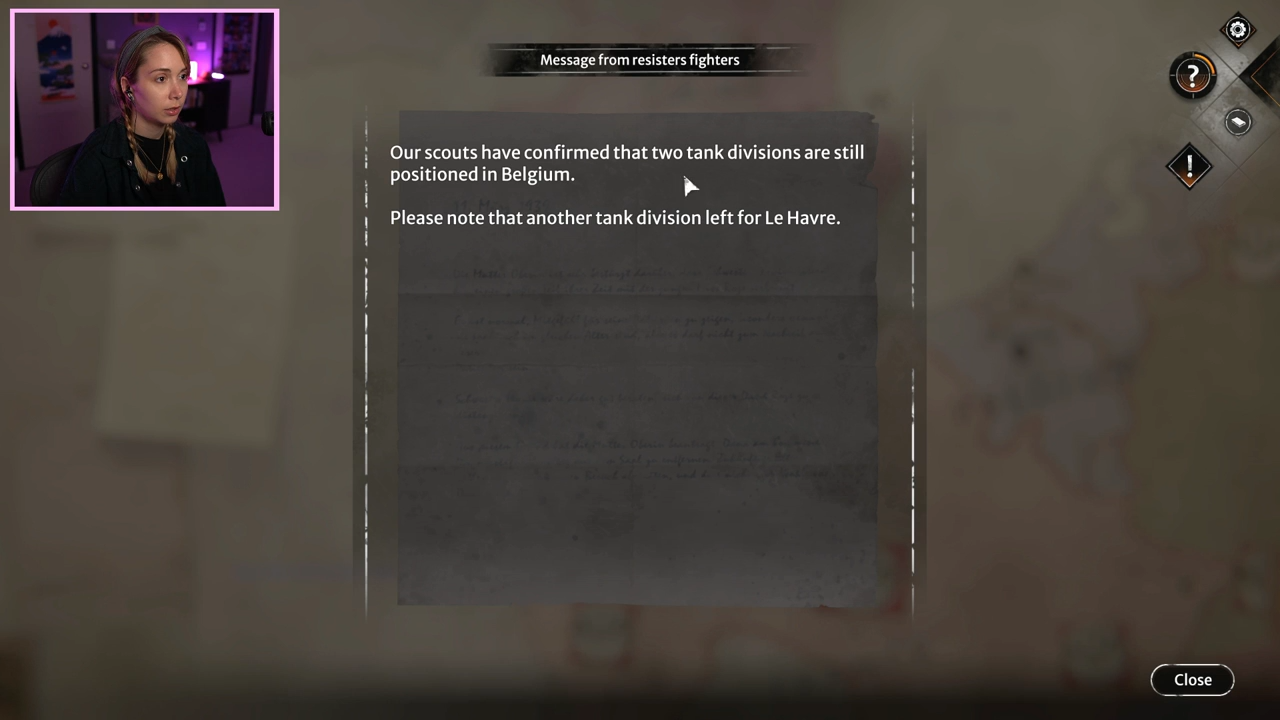 Message from resisters fighters
Our scouts have confirmed that two tank divisions are still
positioned in Belgium.
Please note that another tank division left for Le Havre.
Close